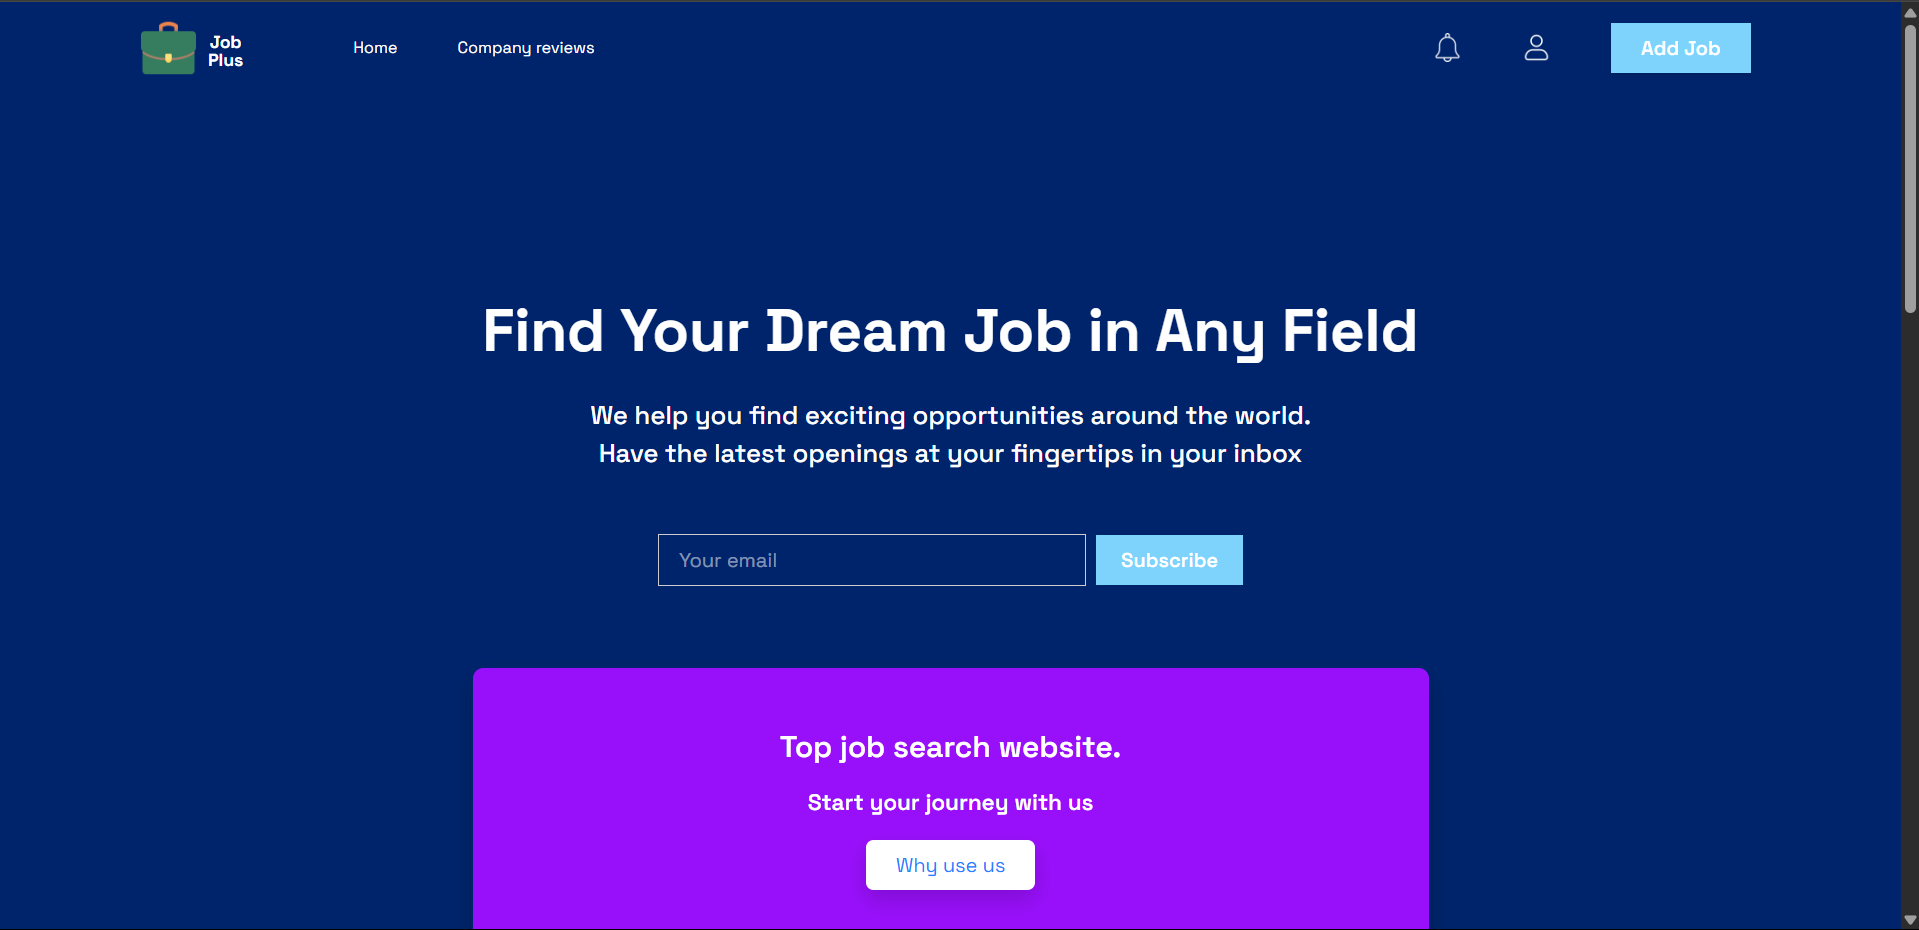 Job
Plus
Home
Company reviews
Add Job
Find Your Dream Job in Any Field
We help you find exciting opportunities around the world.
Have the latest openings at your fingertips in your inbox
Your email
Subscribe
Top job search website.
Start your journey with us
Why use us